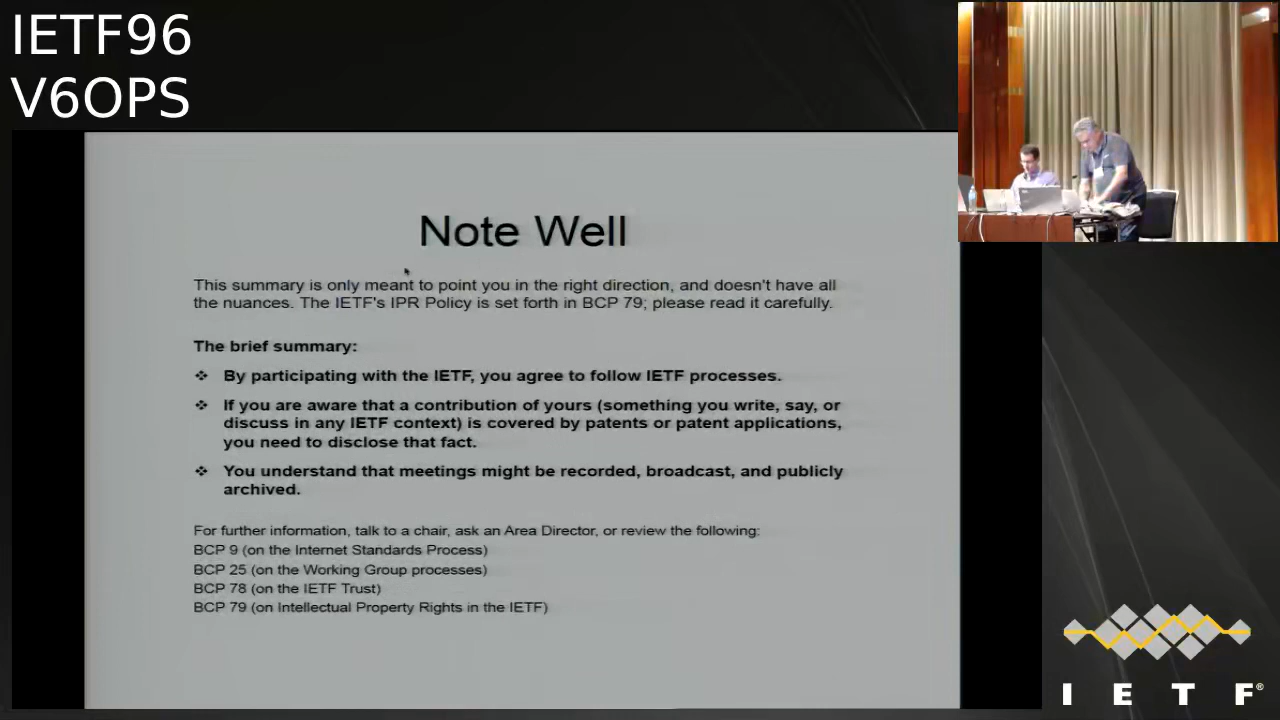 IETF96
V6OPS
Note Well
This summary is only meant to point you in the right direction, and doesn't have all
the nuances. The IETF's IPR Policy is set forth in BCP 79; please read it carefully.
The brief summary:
❖ By participating with the IETF, you agree to follow IETF processes.
❖ If you are aware that a contribution of yours (something you write, say, or
discuss in any IETF context) is covered by patents or patent applications,
you need to disclose that fact.
❖ You understand that meetings might be recorded, broadcast, and publicly
archived.
For further information, talk to a chair, ask an Area Director, or review the following:
BCP 9 (on the Internet Standards Process)
BCP 25 (on the Working Group processes)
BCP 78 (on the IETF Trust)
BCP 79 (on Intellectual Property Rights in the IETF)
I E T F®